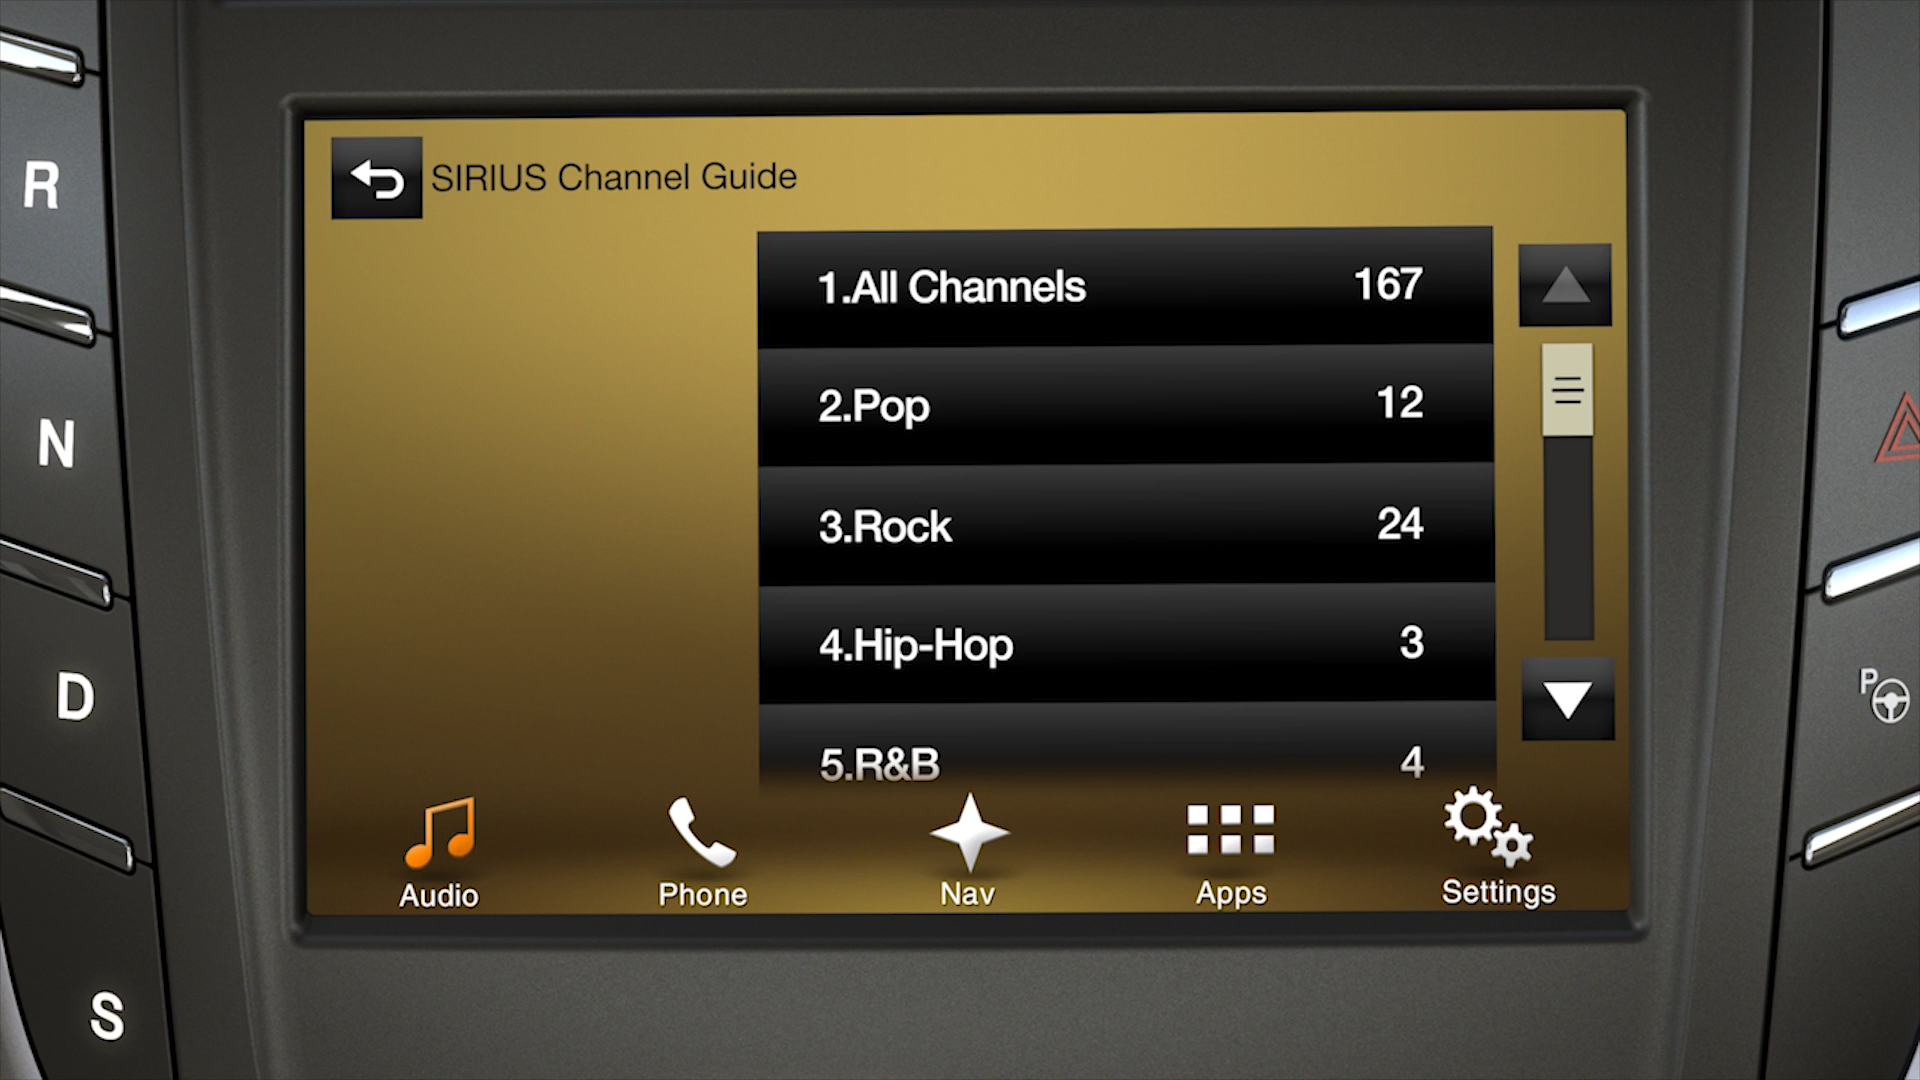 SIRIUS Channel Guide
1.All Channels 167
2.Pop 12
3.Rock 24
4.Hip-Hop 3
5.R&B 4
Audio Phone Nav Apps Settings
R
N
D
S
P